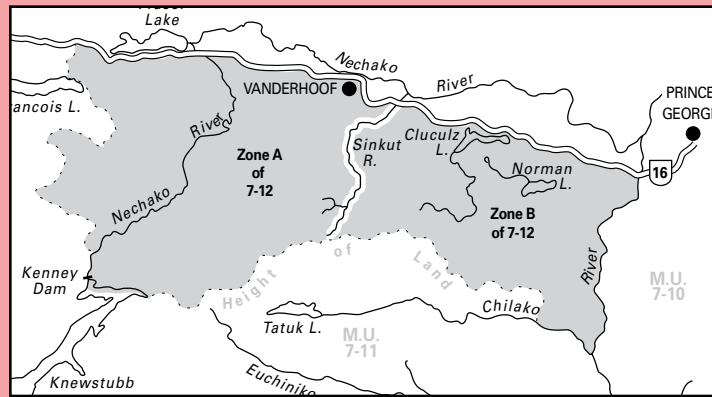 Lake
Nechako
River
PRINCE
GEORGE
VANDERHOOF
Cluculz
L.
Sinkut
R.
River
Zone A
of
7-12
Norman
L.
16
Zone B
of 7-12
Nechako
Kenney
Dam
Height of Land
River
M.U.
7-10
Chilako
Tatuk L.
M.U.
7-11
Knewstubb
Euchiniko